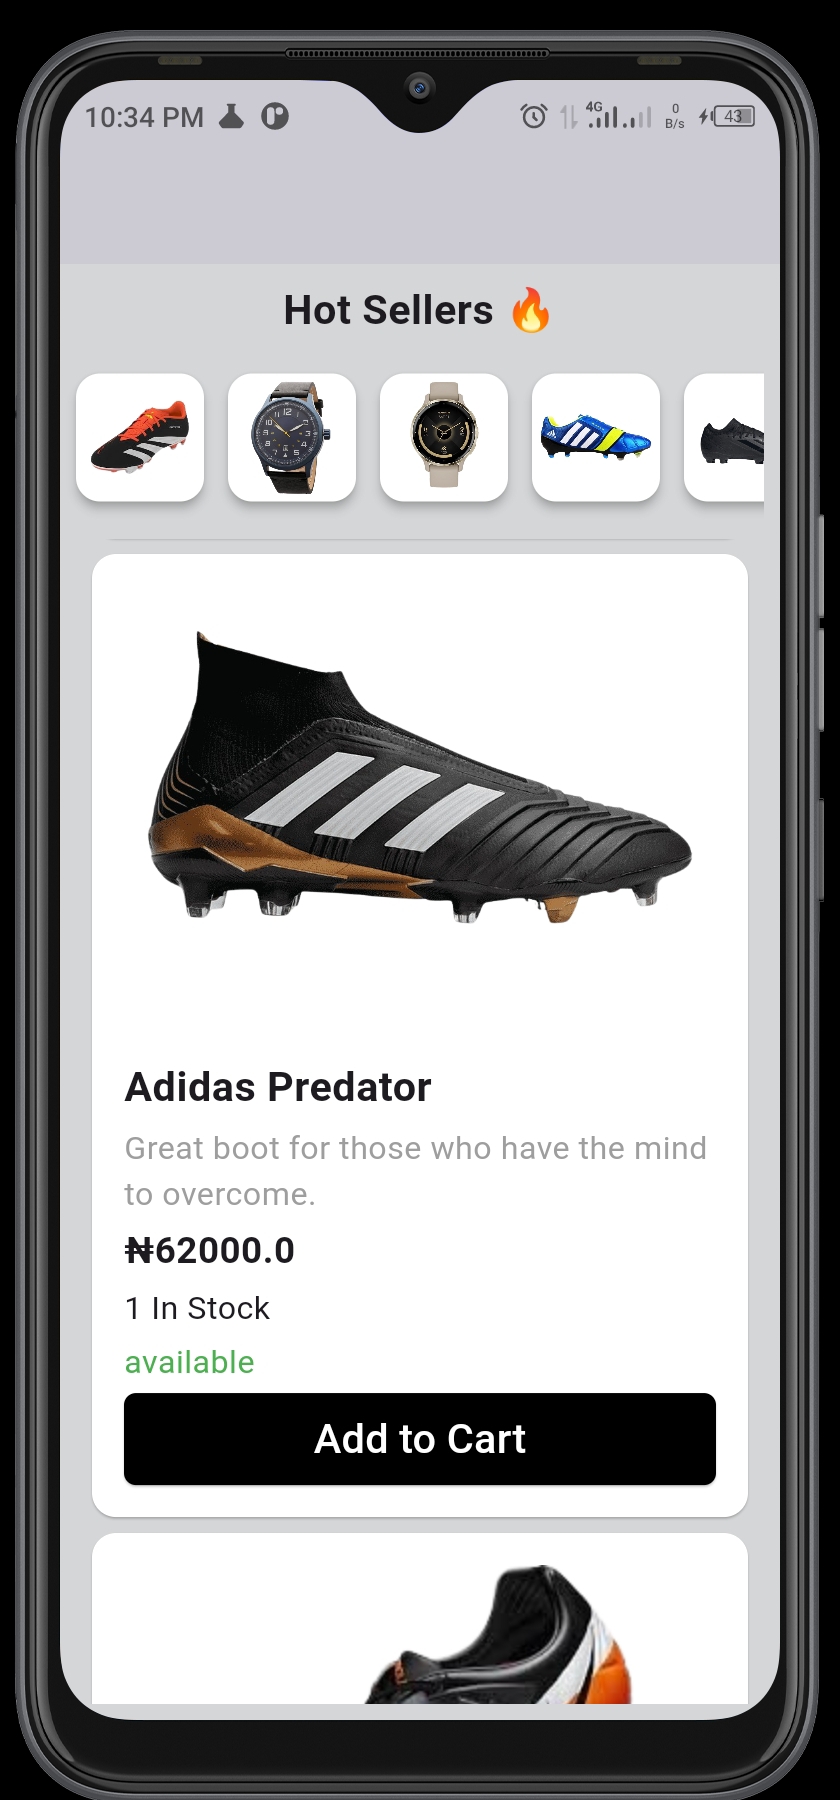 10:34 PM 4G 0 B/s 43
Hot Sellers 🔥
Adidas Predator
Great boot for those who have the mind
to overcome.
₦62000.0
1 In Stock
available
Add to Cart